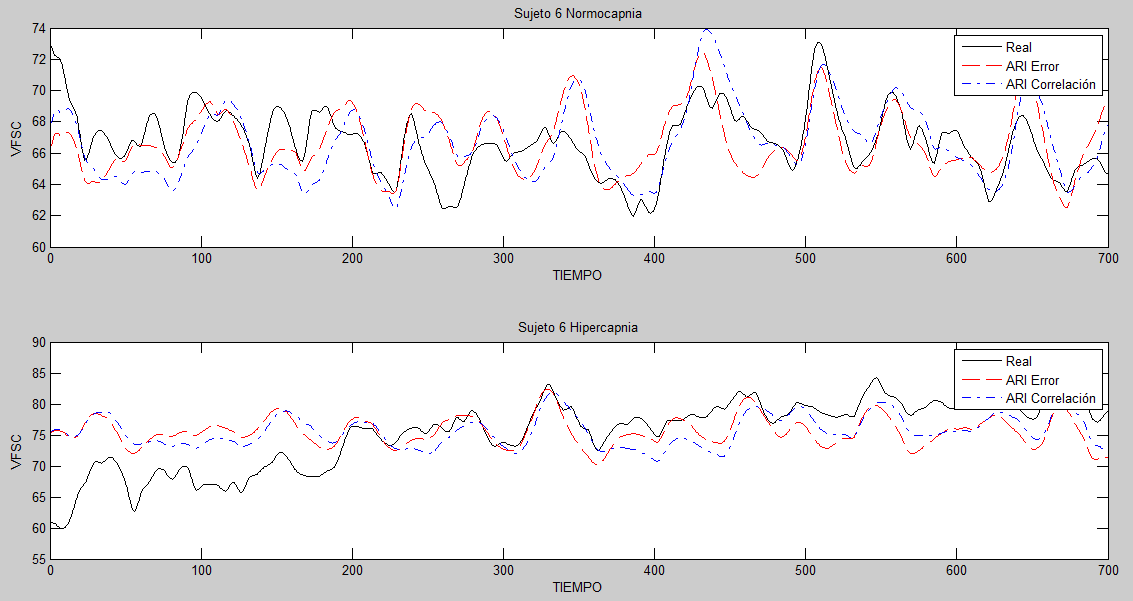 Sujeto 6 Normocapnia
74
72
70
68
66
64
62
60
VFSC
Real
ARI Error
ARI Correlación
0 100 200 300 400 500 600 700
TIEMPO
Sujeto 6 Hipercapnia
90
85
80
75
70
65
60
55
VFSC
Real
ARI Error
ARI Correlación
0 100 200 300 400 500 600 700
TIEMPO